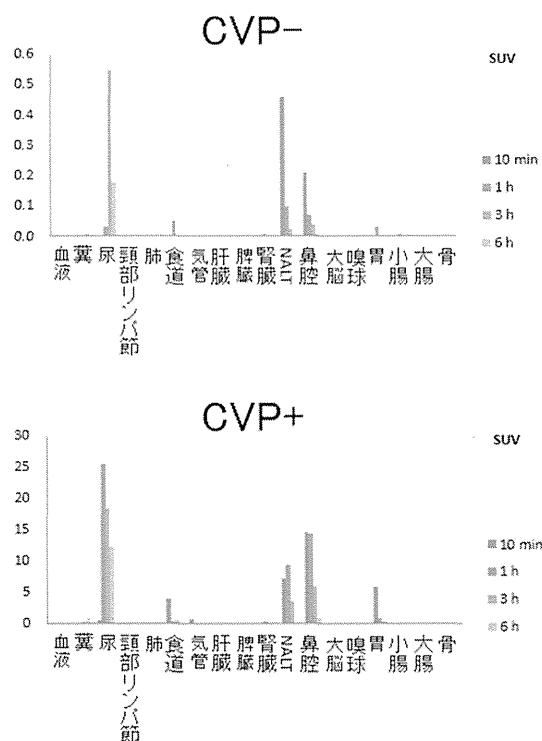 CVP−
SUV
0.6
0.5
0.4
0.3
0.2
0.1
0.0
10 min
1 h
3 h
6 h
血液
糞
尿
頸部リンパ節
肺
食道
気管
肝臓
脾臓
腎臓
NALT
鼻腔
大脳
嗅球
胃
小腸
大腸
骨
CVP+
SUV
30
25
20
15
10
5
0
10 min
1 h
3 h
6 h
血液
糞
尿
頸部リンパ節
肺
食道
気管
肝臓
脾臓
腎臓
NALT
鼻腔
大脳
嗅球
胃
小腸
大腸
骨